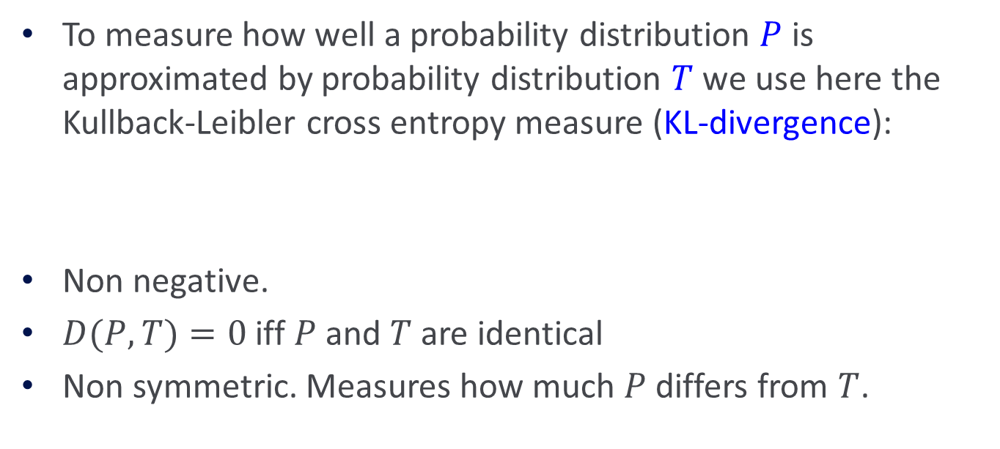 • To measure how well a probability distribution P is
approximated by probability distribution T we use here the
Kullback-Leibler cross entropy measure (KL-divergence):
• Non negative.
• D(P, T) = 0 iff P and T are identical
• Non symmetric. Measures how much P differs from T.